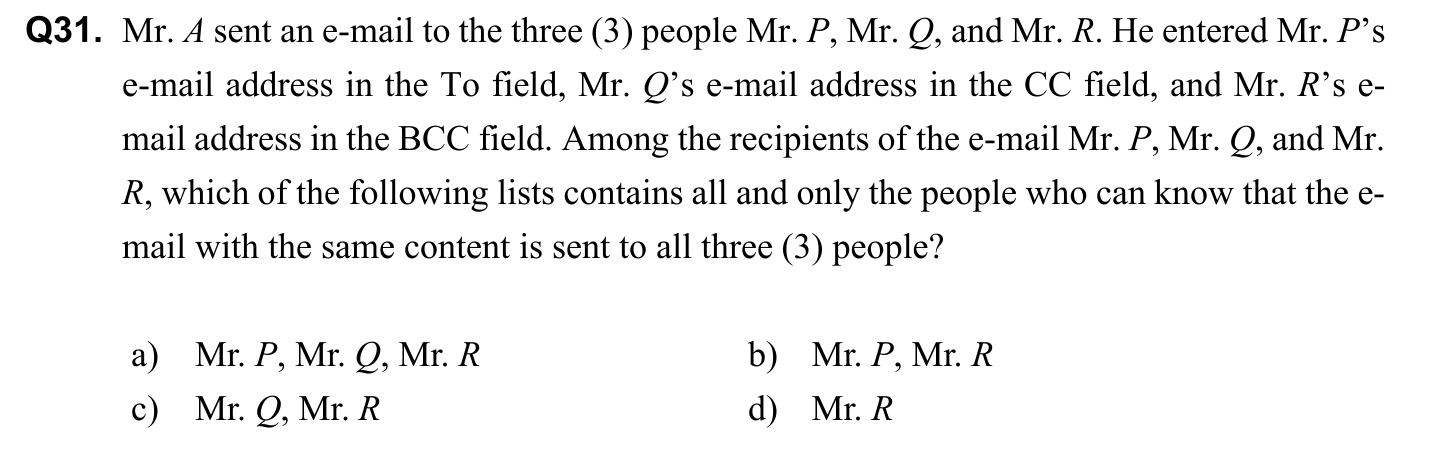 Q31. Mr. A sent an e-mail to the three (3) people Mr. P, Mr. Q, and Mr. R. He entered Mr. P’s
e-mail address in the To field, Mr. Q’s e-mail address in the CC field, and Mr. R’s e-
mail address in the BCC field. Among the recipients of the e-mail Mr. P, Mr. Q, and Mr.
R, which of the following lists contains all and only the people who can know that the e-
mail with the same content is sent to all three (3) people?
a) Mr. P, Mr. Q, Mr. R b) Mr. P, Mr. R
c) Mr. Q, Mr. R d) Mr. R